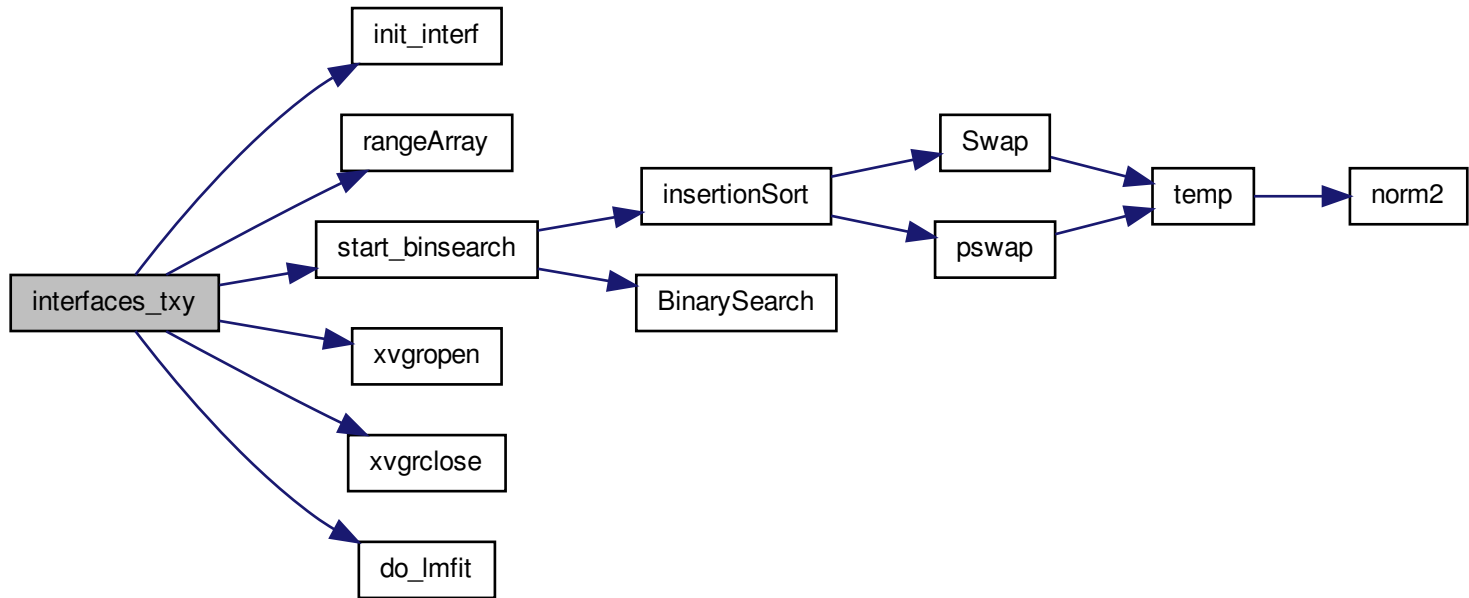 init_interf
rangeArray
Swap
insertionSort
temp
norm2
start_binsearch
pswap
interfaces_txy
BinarySearch
xvgropen
xvgrclose
do_lmfit